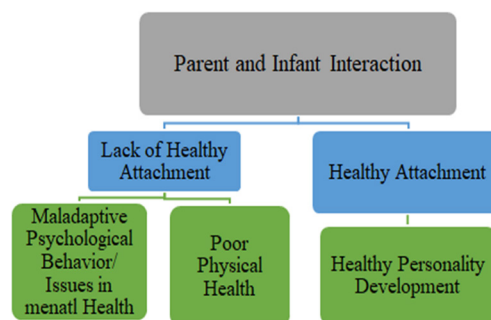 Parent and Infant Interaction
Lack of Healthy
Attachment
Healthy Attachment
Maladaptive
Psychological
Behavior/
Issues in
menatl Health
Poor
Physical
Health
Healthy Personality
Development